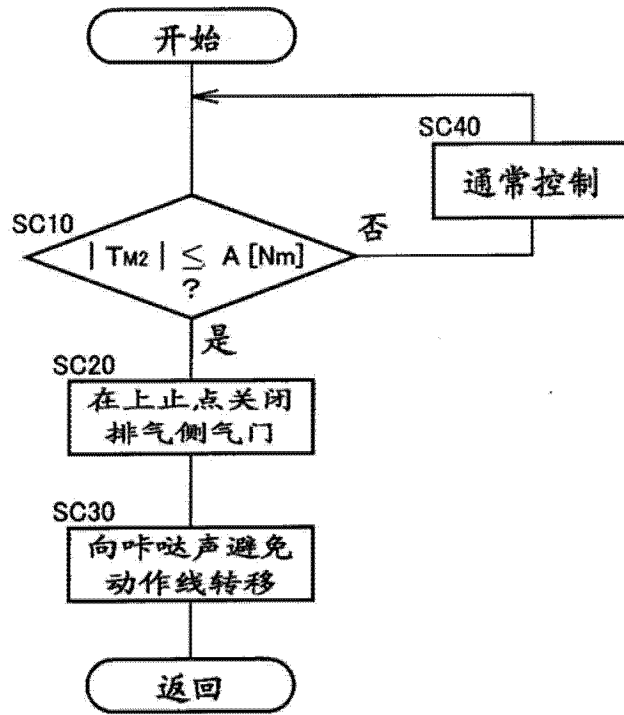 开始
SC40
通常控制
SC10
| TM2 | ≦ A [Nm]
?
否
是
SC20
在上止点关闭
排气侧气门
SC30
向咔哒声避免
动作线转移
返回